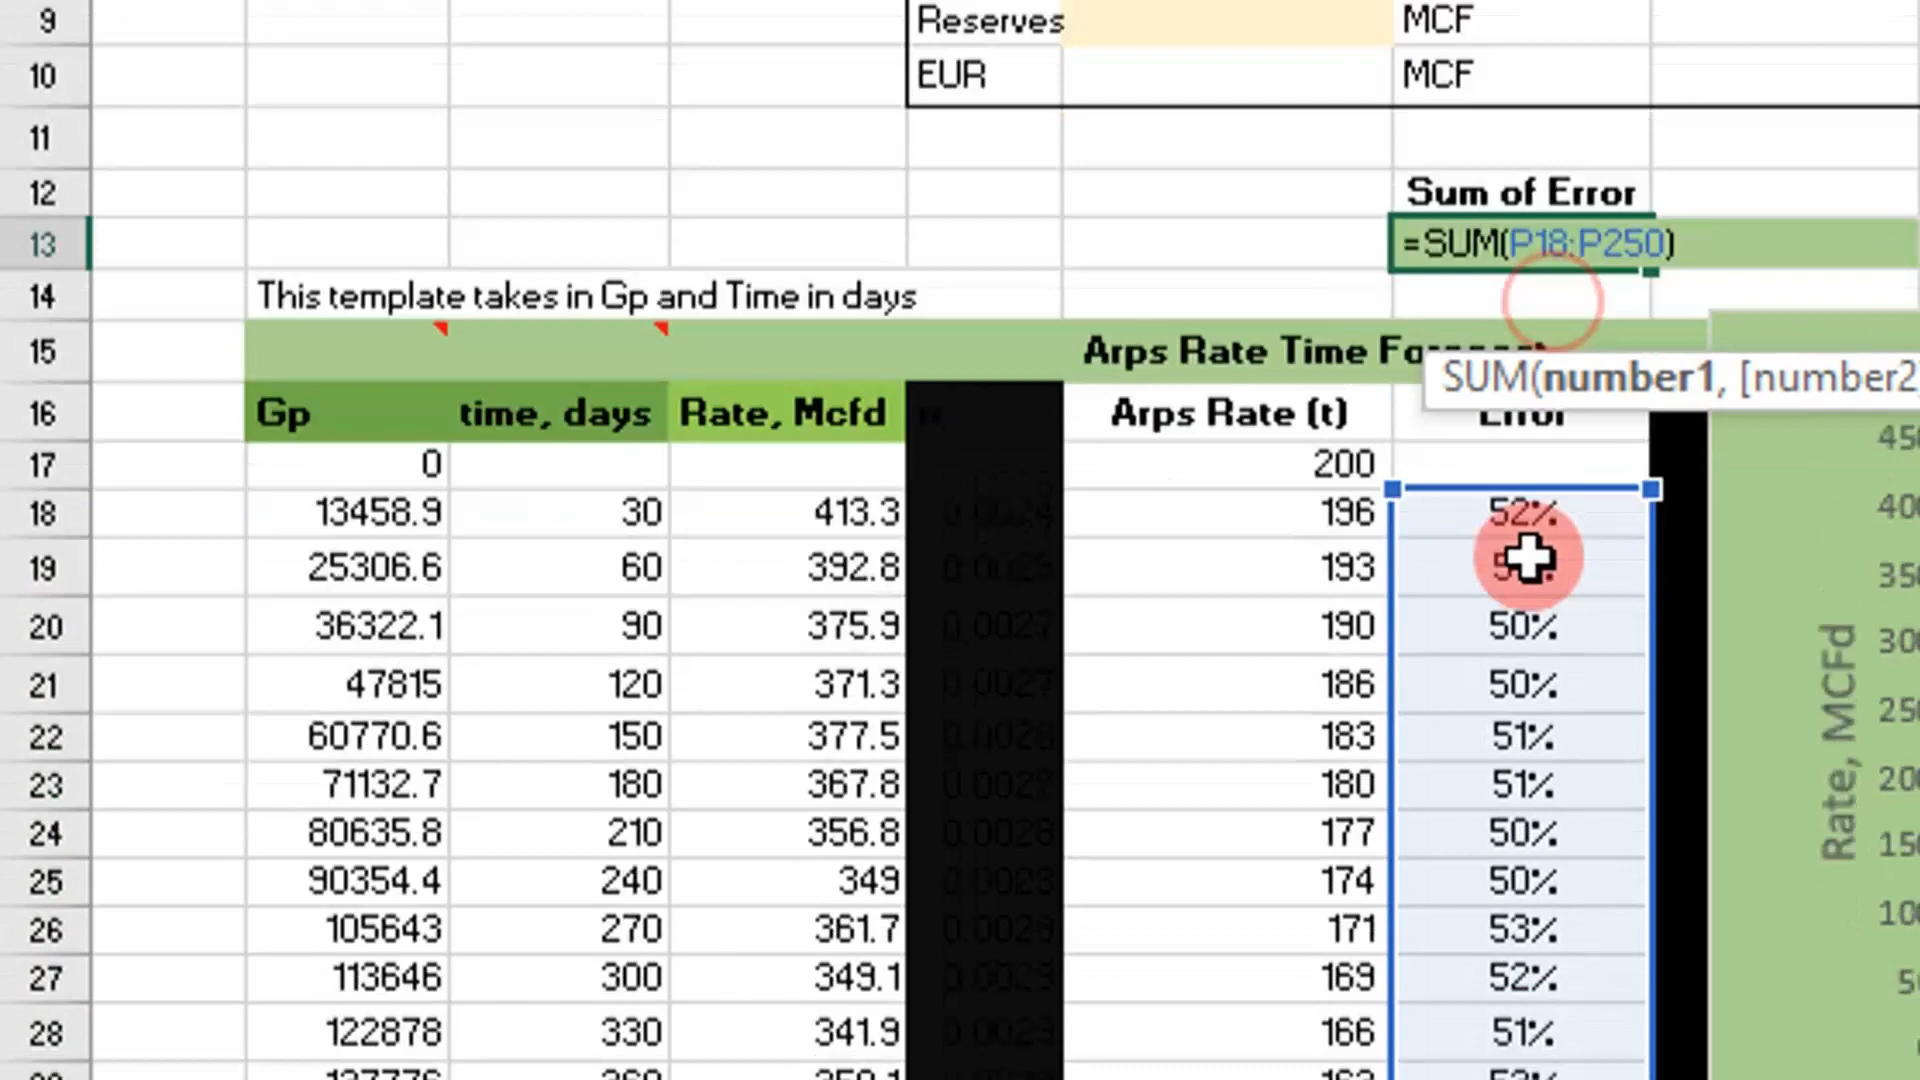 9 Reserves MCF
10 EUR MCF
11
12 Sum of Error
13 =SUM(P18:P250)
14 This template takes in Gp and Time in days
15 Arps Rate Time
SUM(number1, [number2
16 Gp time, days Rate, Mcfd Arps Rate (t) Error
17 0 200
18 13458.9 30 413.3 196 52%
19 25306.6 60 392.8 193
20 36322.1 90 375.9 0.0027 190 50%
21 47815 120 371.3 0.0027 186 50%
22 60770.6 150 377.5 183 51%
23 71132.7 180 367.8 180 51%
24 80635.8 210 356.8 177 50%
25 90354.4 240 349 174 50%
26 105643 270 361.7 171 53%
27 113646 300 349.1 169 52%
28 122878 330 341.9 166 51%
Rate, MCFd